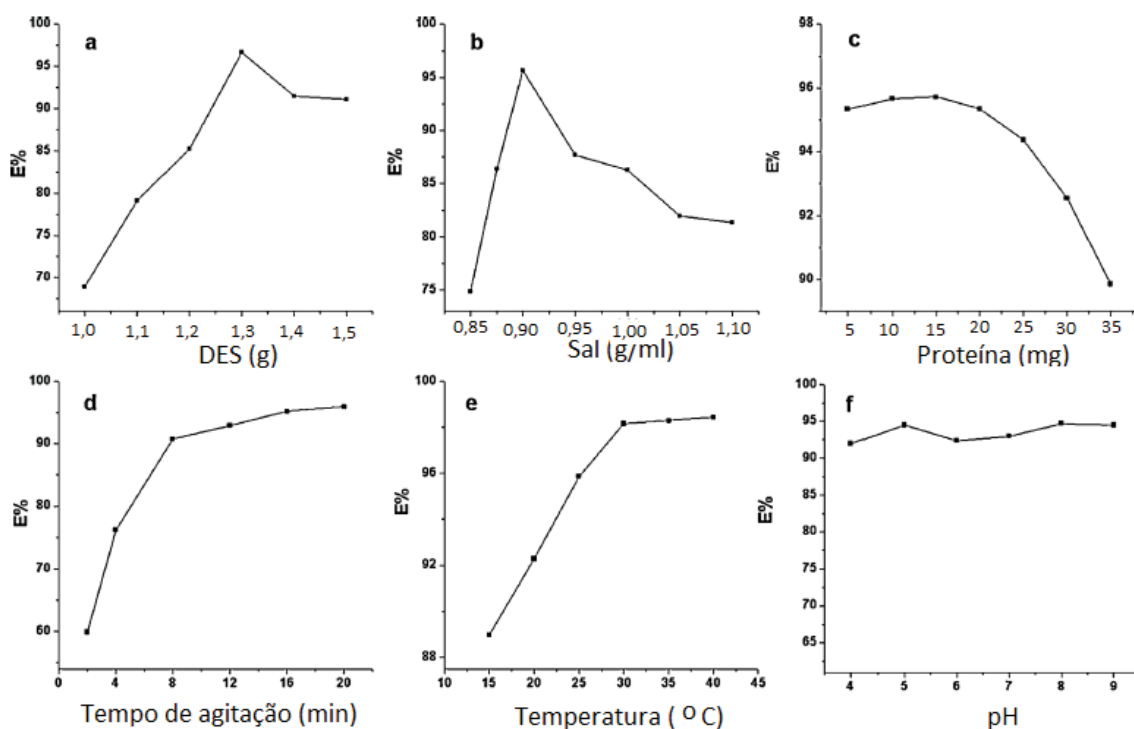 a
E%
100
95
90
85
80
75
70
1,0 1,1 1,2 1,3 1,4 1,5
DES (g)
b
E%
100
95
90
85
80
75
0,85 0,90 0,95 1,00 1,05 1,10
Sal (g/ml)
c
E%
98
96
94
92
90
5 10 15 20 25 30 35
Proteína (mg)
d
E%
100
90
80
70
60
0 4 8 12 16 20
Tempo de agitação (min)
e
E%
100
96
92
88
10 15 20 25 30 35 40 45
Temperatura ( º C)
f
E%
100
95
90
85
80
75
70
65
4 5 6 7 8 9
pH